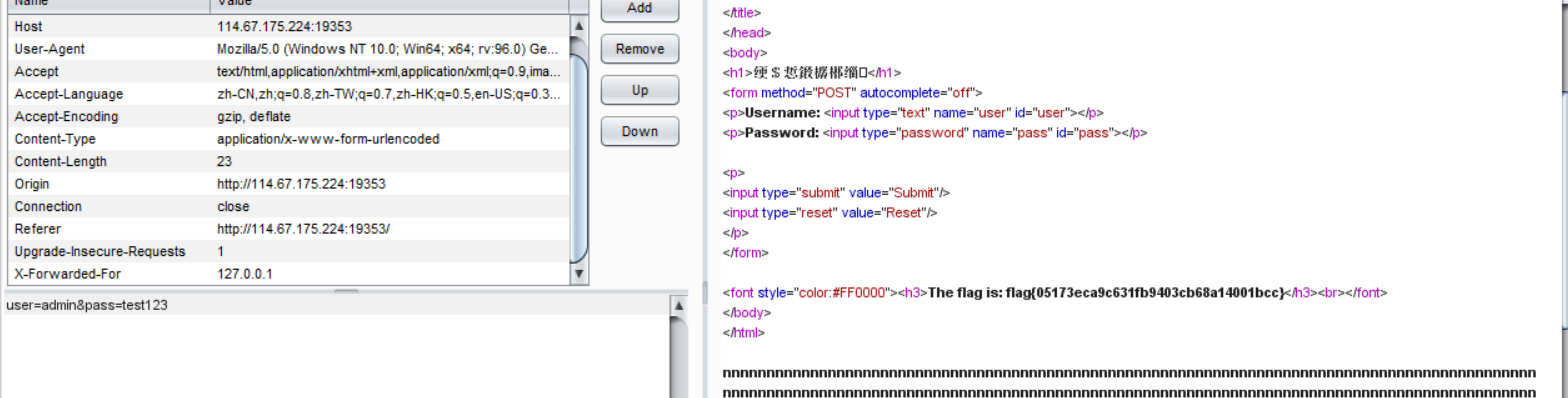 Name Value
Host 114.67.175.224:19353
User-Agent Mozilla/5.0 (Windows NT 10.0; Win64; x64; rv:96.0) Ge...
Accept text/html,application/xhtml+xml,application/xml;q=0.9,ima...
Accept-Language zh-CN,zh;q=0.8,zh-TW;q=0.7,zh-HK;q=0.5,en-US;q=0.3...
Accept-Encoding gzip, deflate
Content-Type application/x-www-form-urlencoded
Content-Length 23
Origin http://114.67.175.224:19353
Connection close
Referer http://114.67.175.224:19353/
Upgrade-Insecure-Requests 1
X-Forwarded-For 127.0.0.1
Add
Remove
Up
Down
user=admin&pass=test123
</title>
</head>
<body>
<h1></h1>
<form method="POST" autocomplete="off">
<p>Username: <input type="text" name="user" id="user"></p>
<p>Password: <input type="password" name="pass" id="pass"></p>
<p>
<input type="submit" value="Submit"/>
<input type="reset" value="Reset"/>
</p>
</form>
<font style="color:#FF0000"><h3>The flag is: flag{05173eca9c631fb9403cb68a14001bcc}</h3><br></font>
</body>
</html>